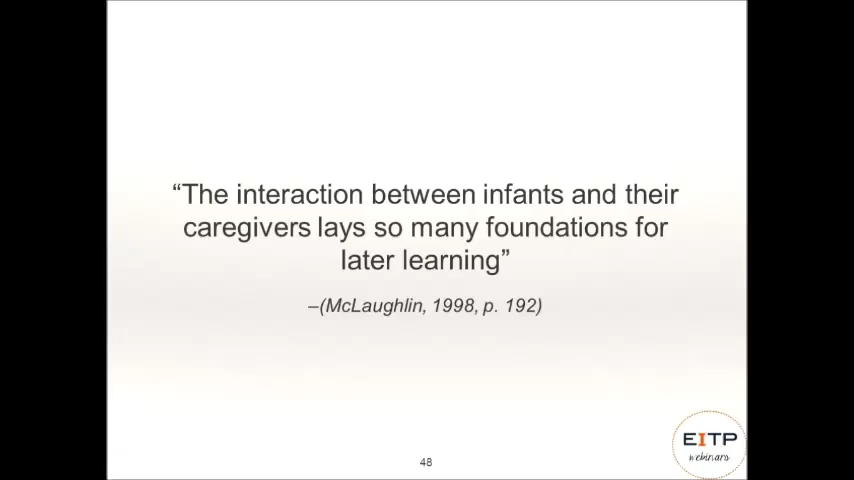 “The interaction between infants and their
caregivers lays so many foundations for
later learning”
–(McLaughlin, 1998, p. 192)
EITP
webinars
48